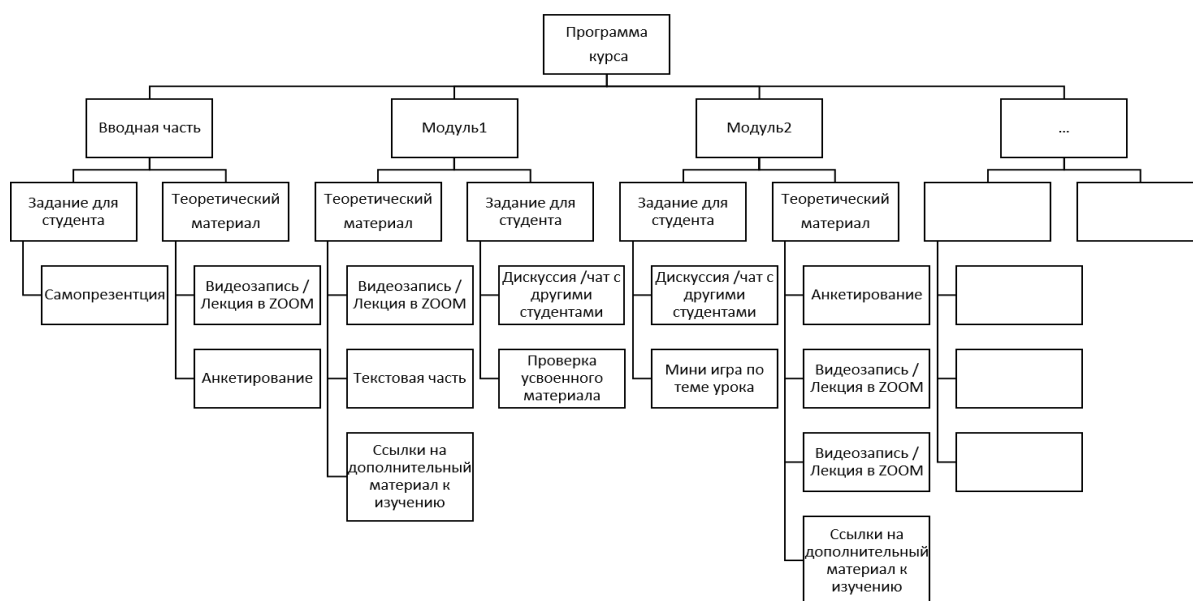 Программа
курса
Вводная часть
Модуль1
Модуль2
...
Задание для
студента
Теоретический
материал
Теоретический
материал
Задание для
студента
Задание для
студента
Теоретический
материал
Самопрезентция
Видеозапись /
Лекция в ZOOM
Видеозапись /
Лекция в ZOOM
Дискуссия /чат с
другими
студентами
Дискуссия /чат с
другими
студентами
Анкетирование
Анкетирование
Текстовая часть
Проверка
усвоенного
материала
Мини игра по
теме урока
Видеозапись /
Лекция в ZOOM
Ссылки на
дополнительный
материал к
изучению
Видеозапись /
Лекция в ZOOM
Ссылки на
дополнительный
материал к
изучению